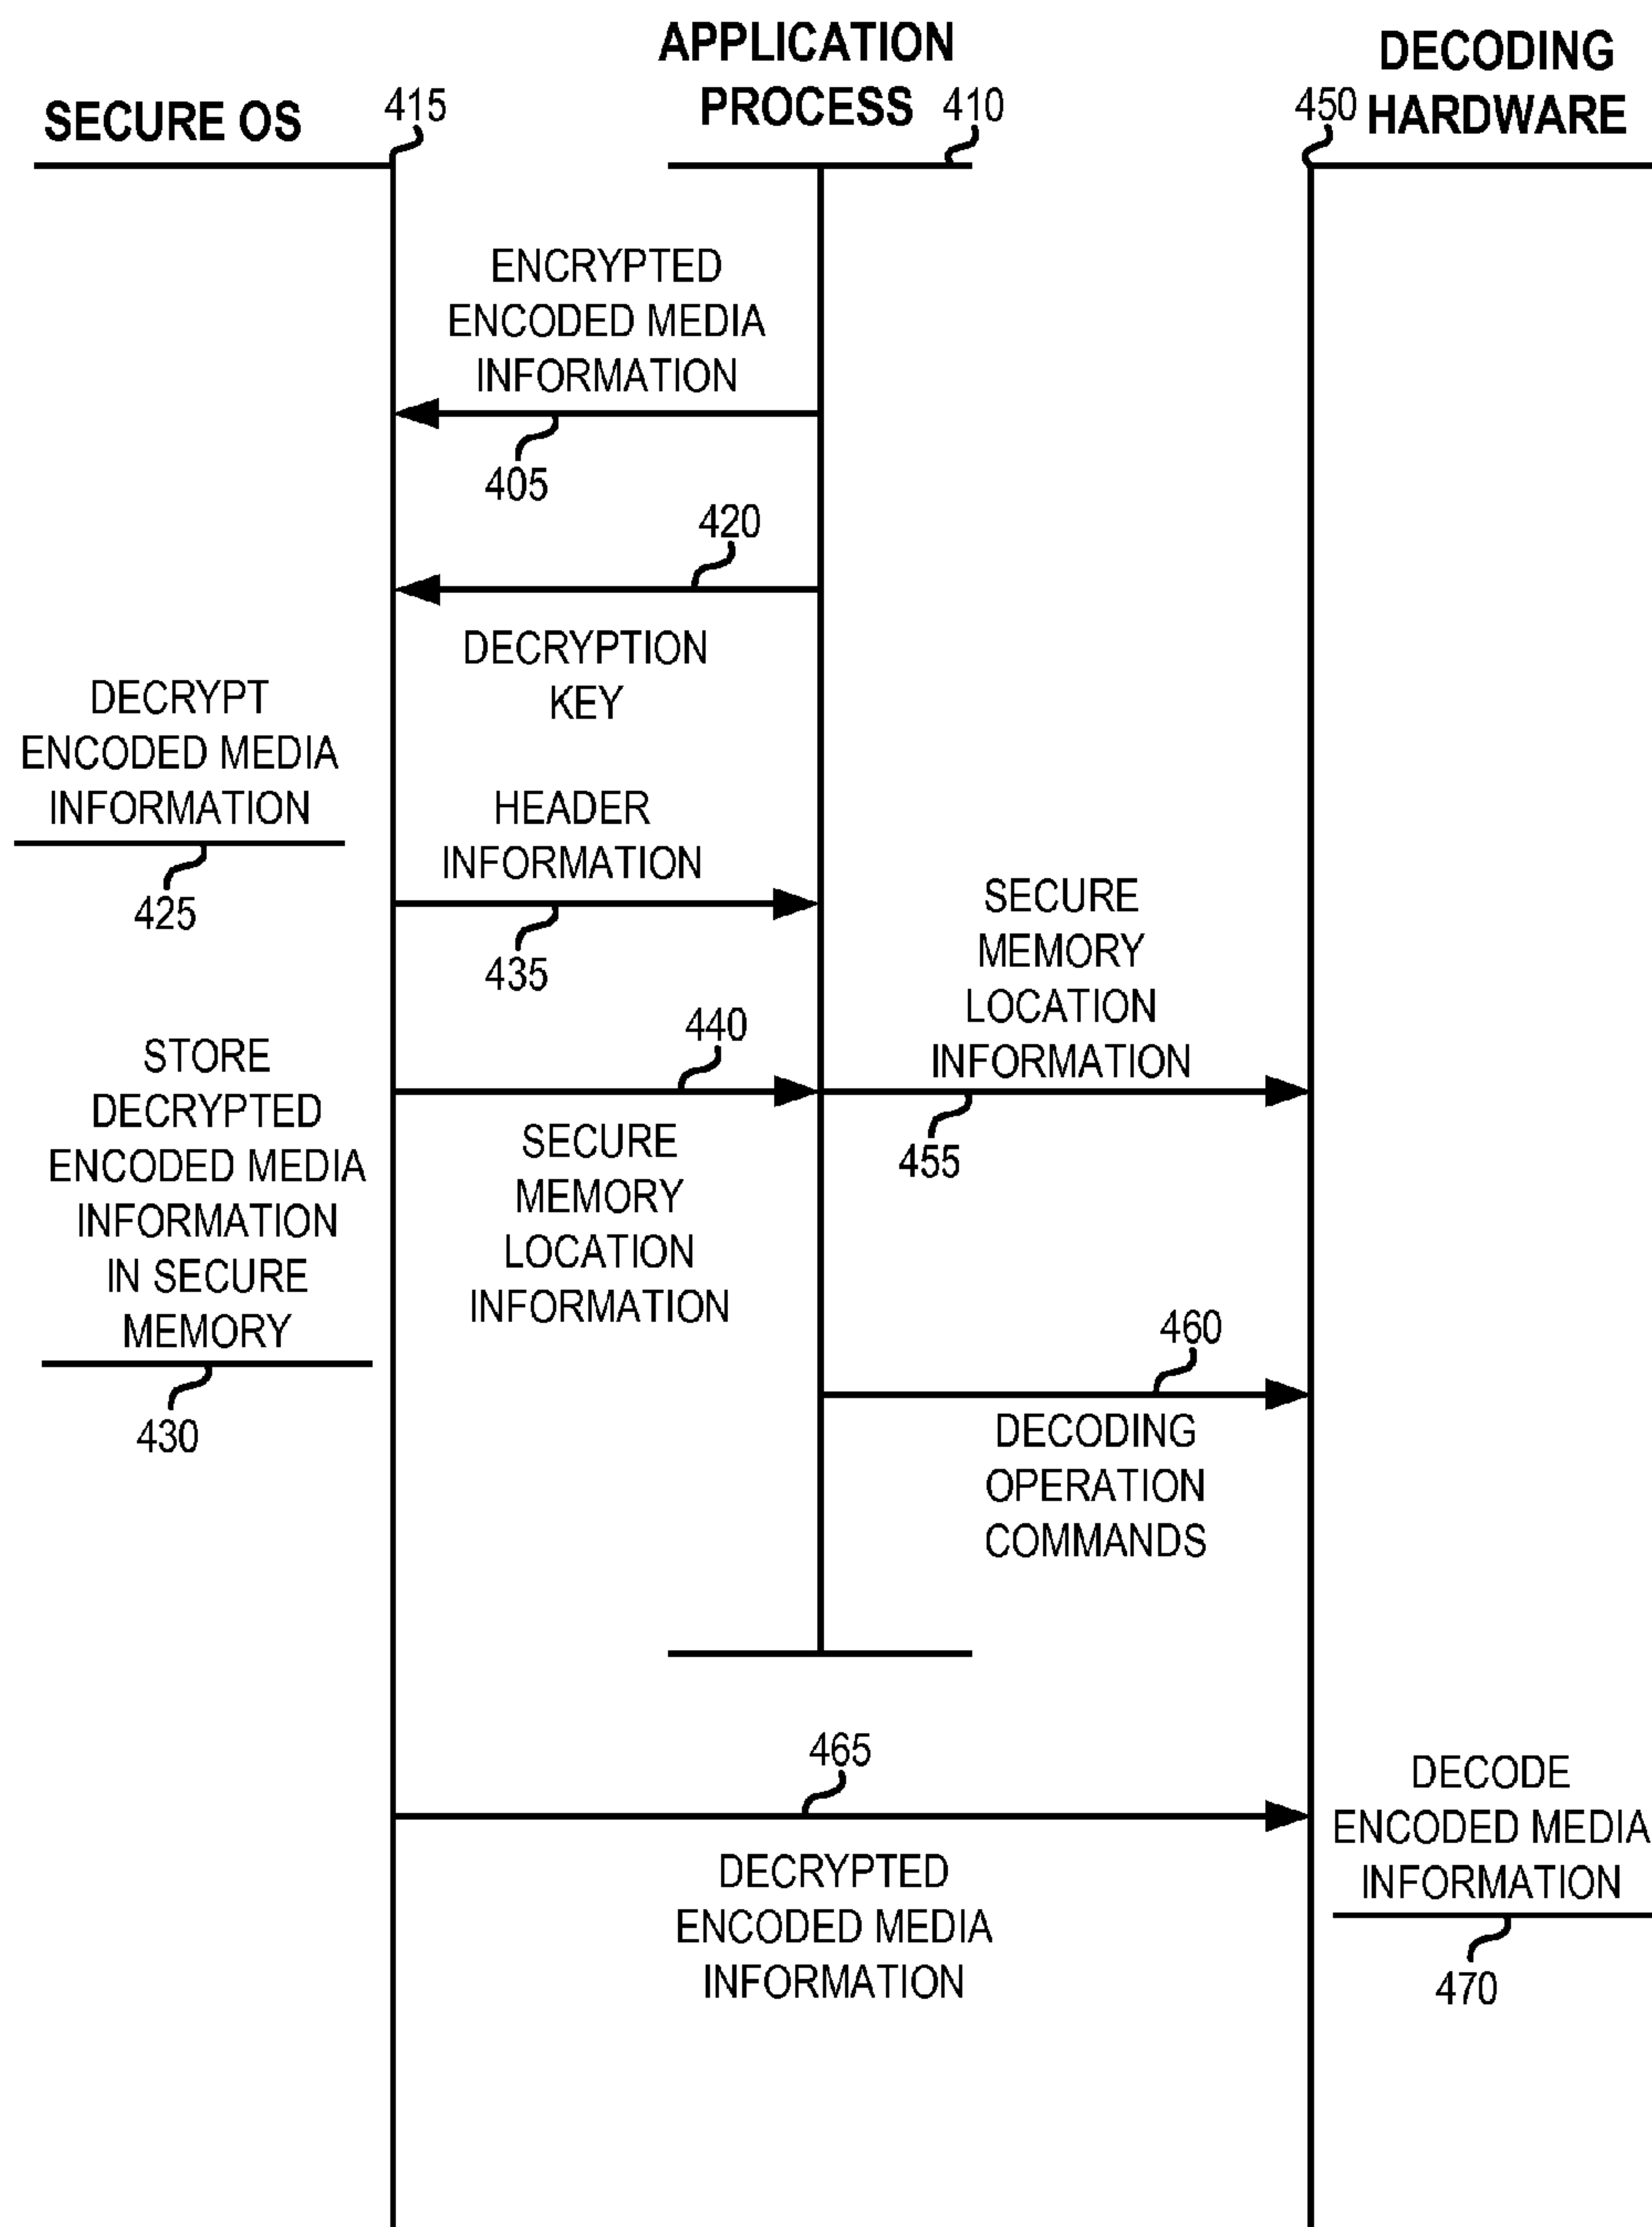 SECURE OS
415
APPLICATION
PROCESS
410
DECODING
HARDWARE
450
ENCRYPTED
ENCODED MEDIA
INFORMATION
405
420
DECRYPTION
KEY
DECRYPT
ENCODED MEDIA
INFORMATION
425
HEADER
INFORMATION
435
SECURE
MEMORY
LOCATION
INFORMATION
455
440
SECURE
MEMORY
LOCATION
INFORMATION
STORE
DECRYPTED
ENCODED MEDIA
INFORMATION
IN SECURE
MEMORY
430
460
DECODING
OPERATION
COMMANDS
465
DECRYPTED
ENCODED MEDIA
INFORMATION
DECODE
ENCODED MEDIA
INFORMATION
470